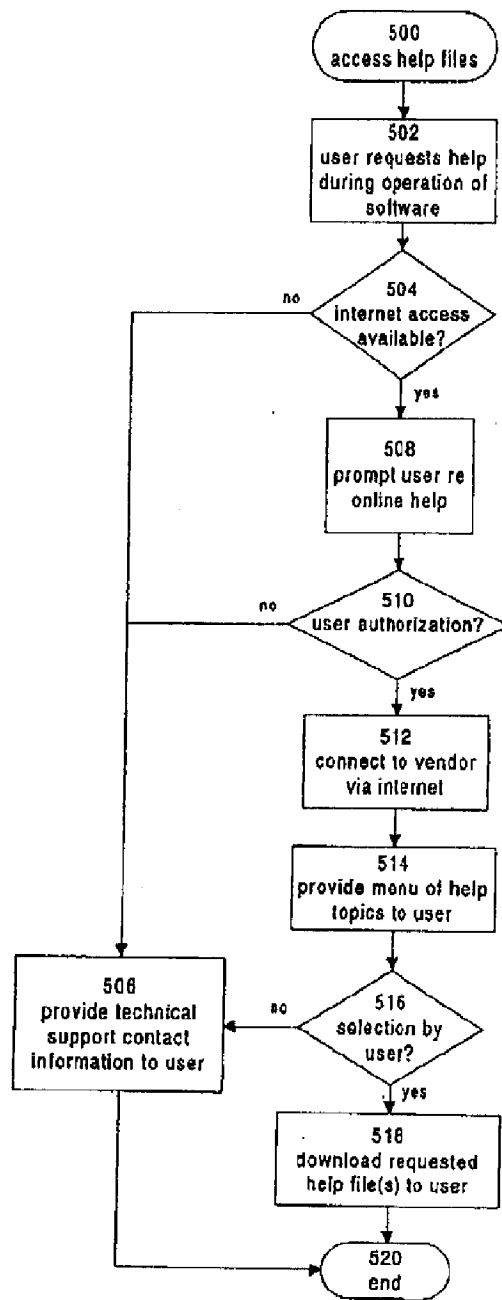 500
access help files
502
user requests help
during operation of
software
504
internet access
available?
no
yes
508
prompt user re
online help
510
user authorization?
no
yes
512
connect to vendor
via internet
514
provide menu of help
topics to user
506
provide technical
support contact
information to user
516
selection by
user?
no
yes
518
download requested
help file(s) to user
520
end